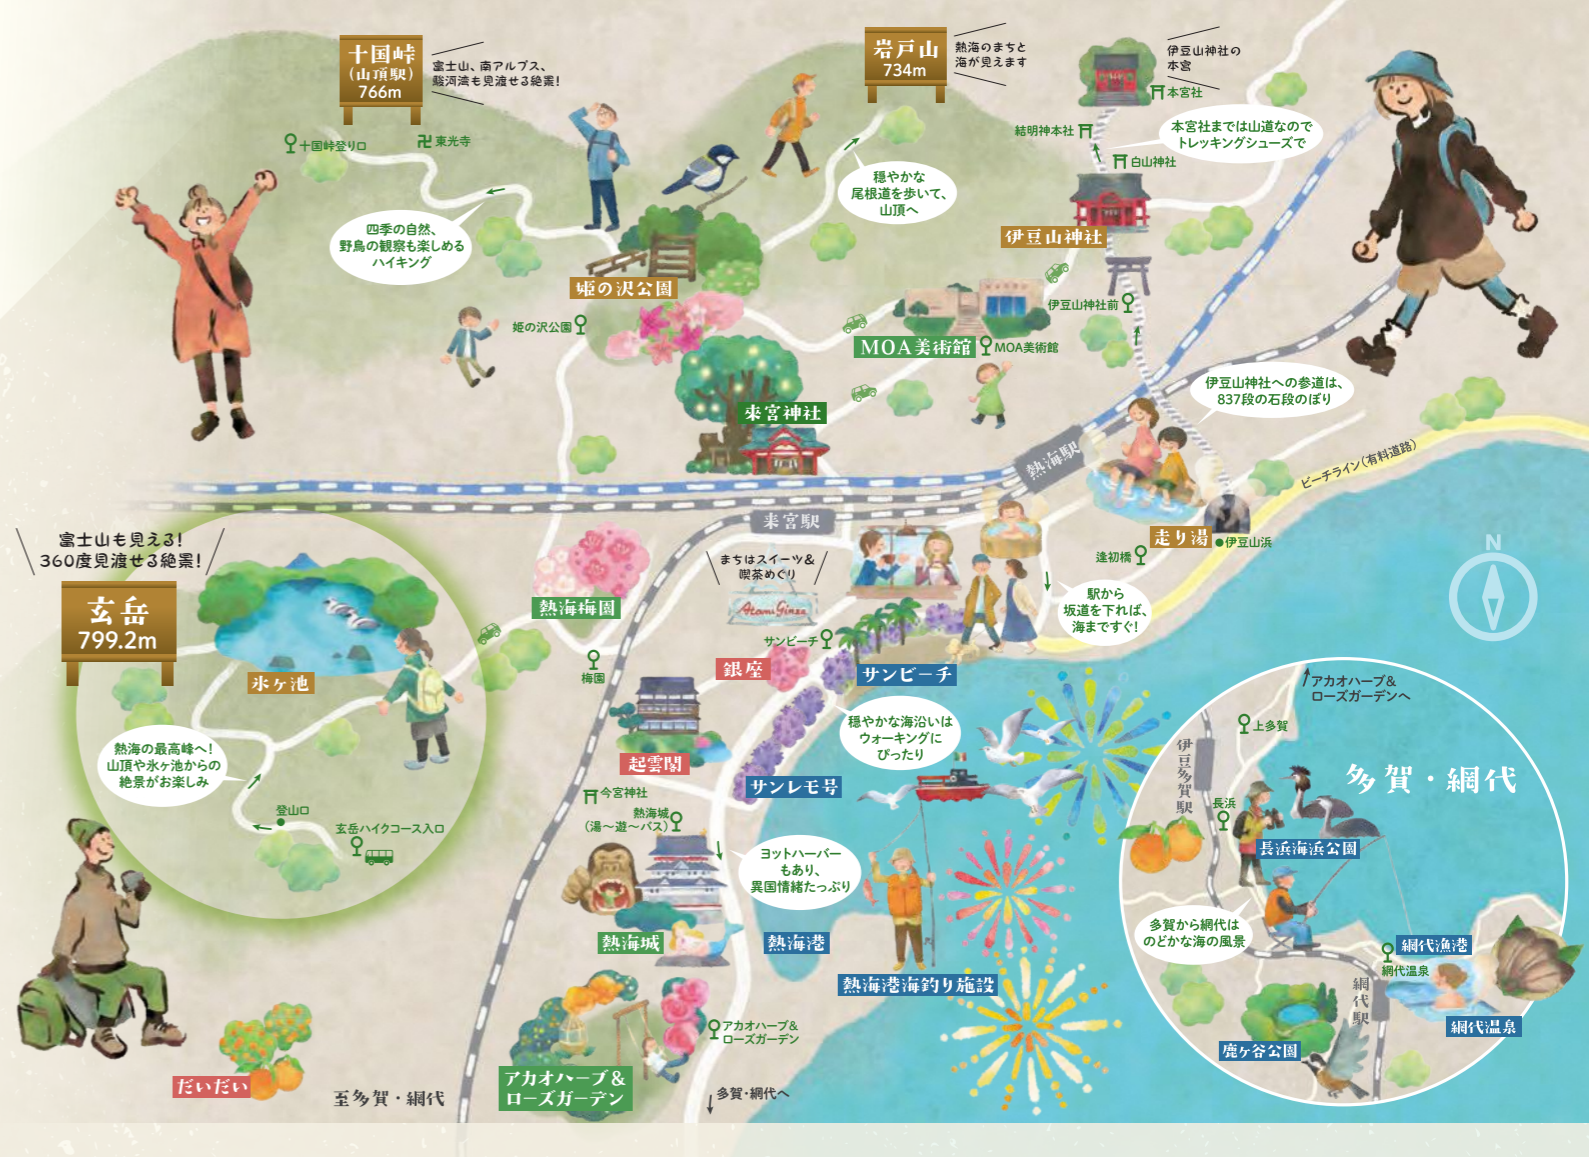 十国峠
(山頂駅)
766m
富士山、南アルプス、
駿河湾も見渡せる絶景!
十国峠登り口
東光寺
四季の自然、
野鳥の観察も楽しめる
ハイキング
岩戸山
734m
熱海のまちと
海が見えます
穏やかな
尾根道を歩いて、
山頂へ
伊豆山神社の
本宮
本宮社
結明神本社
本宮社までは山道なので
トレッキングシューズで
白山神社
伊豆山神社
伊豆山神社前
姫の沢公園
姫の沢公園
MOA美術館
MOA美術館
來宮神社
伊豆山神社への参道は、
837段の石段のぼり
熱海駅
ビーチライン(有料道路)
走り湯
伊豆山浜
逢初橋
来宮駅
まちはスイーツ&
喫茶めぐり
Atami Ginza
駅から
坂道を下れば、
海まですぐ!
富士山も見える!
360度見渡せる絶景!
玄岳
799.2m
氷ヶ池
熱海の最高峰へ!
山頂や氷ヶ池からの
絶景がお楽しみ
登山口
玄岳ハイクコース入口
熱海梅園
梅園
サンビーチ
銀座
サンビーチ
穏やかな海沿いは
ウォーキングに
ぴったり
起雲閣
サンレモ号
今宮神社
熱海城
(湯~遊~バス)
ヨットハーバー
もあり、
異国情緒たっぷり
熱海城
熱海港
熱海港海釣り施設
アカオハーブ&
ローズガーデン
アカオハーブ&
ローズガーデン
多賀・網代へ
だいだい
至多賀・網代
N
アカオハーブ&
ローズガーデンへ
上多賀
伊豆多賀駅
長浜
多賀・網代
長浜海浜公園
多賀から網代は
のどかな海の風景
網代漁港
網代温泉
網代駅
網代温泉
鹿ヶ谷公園